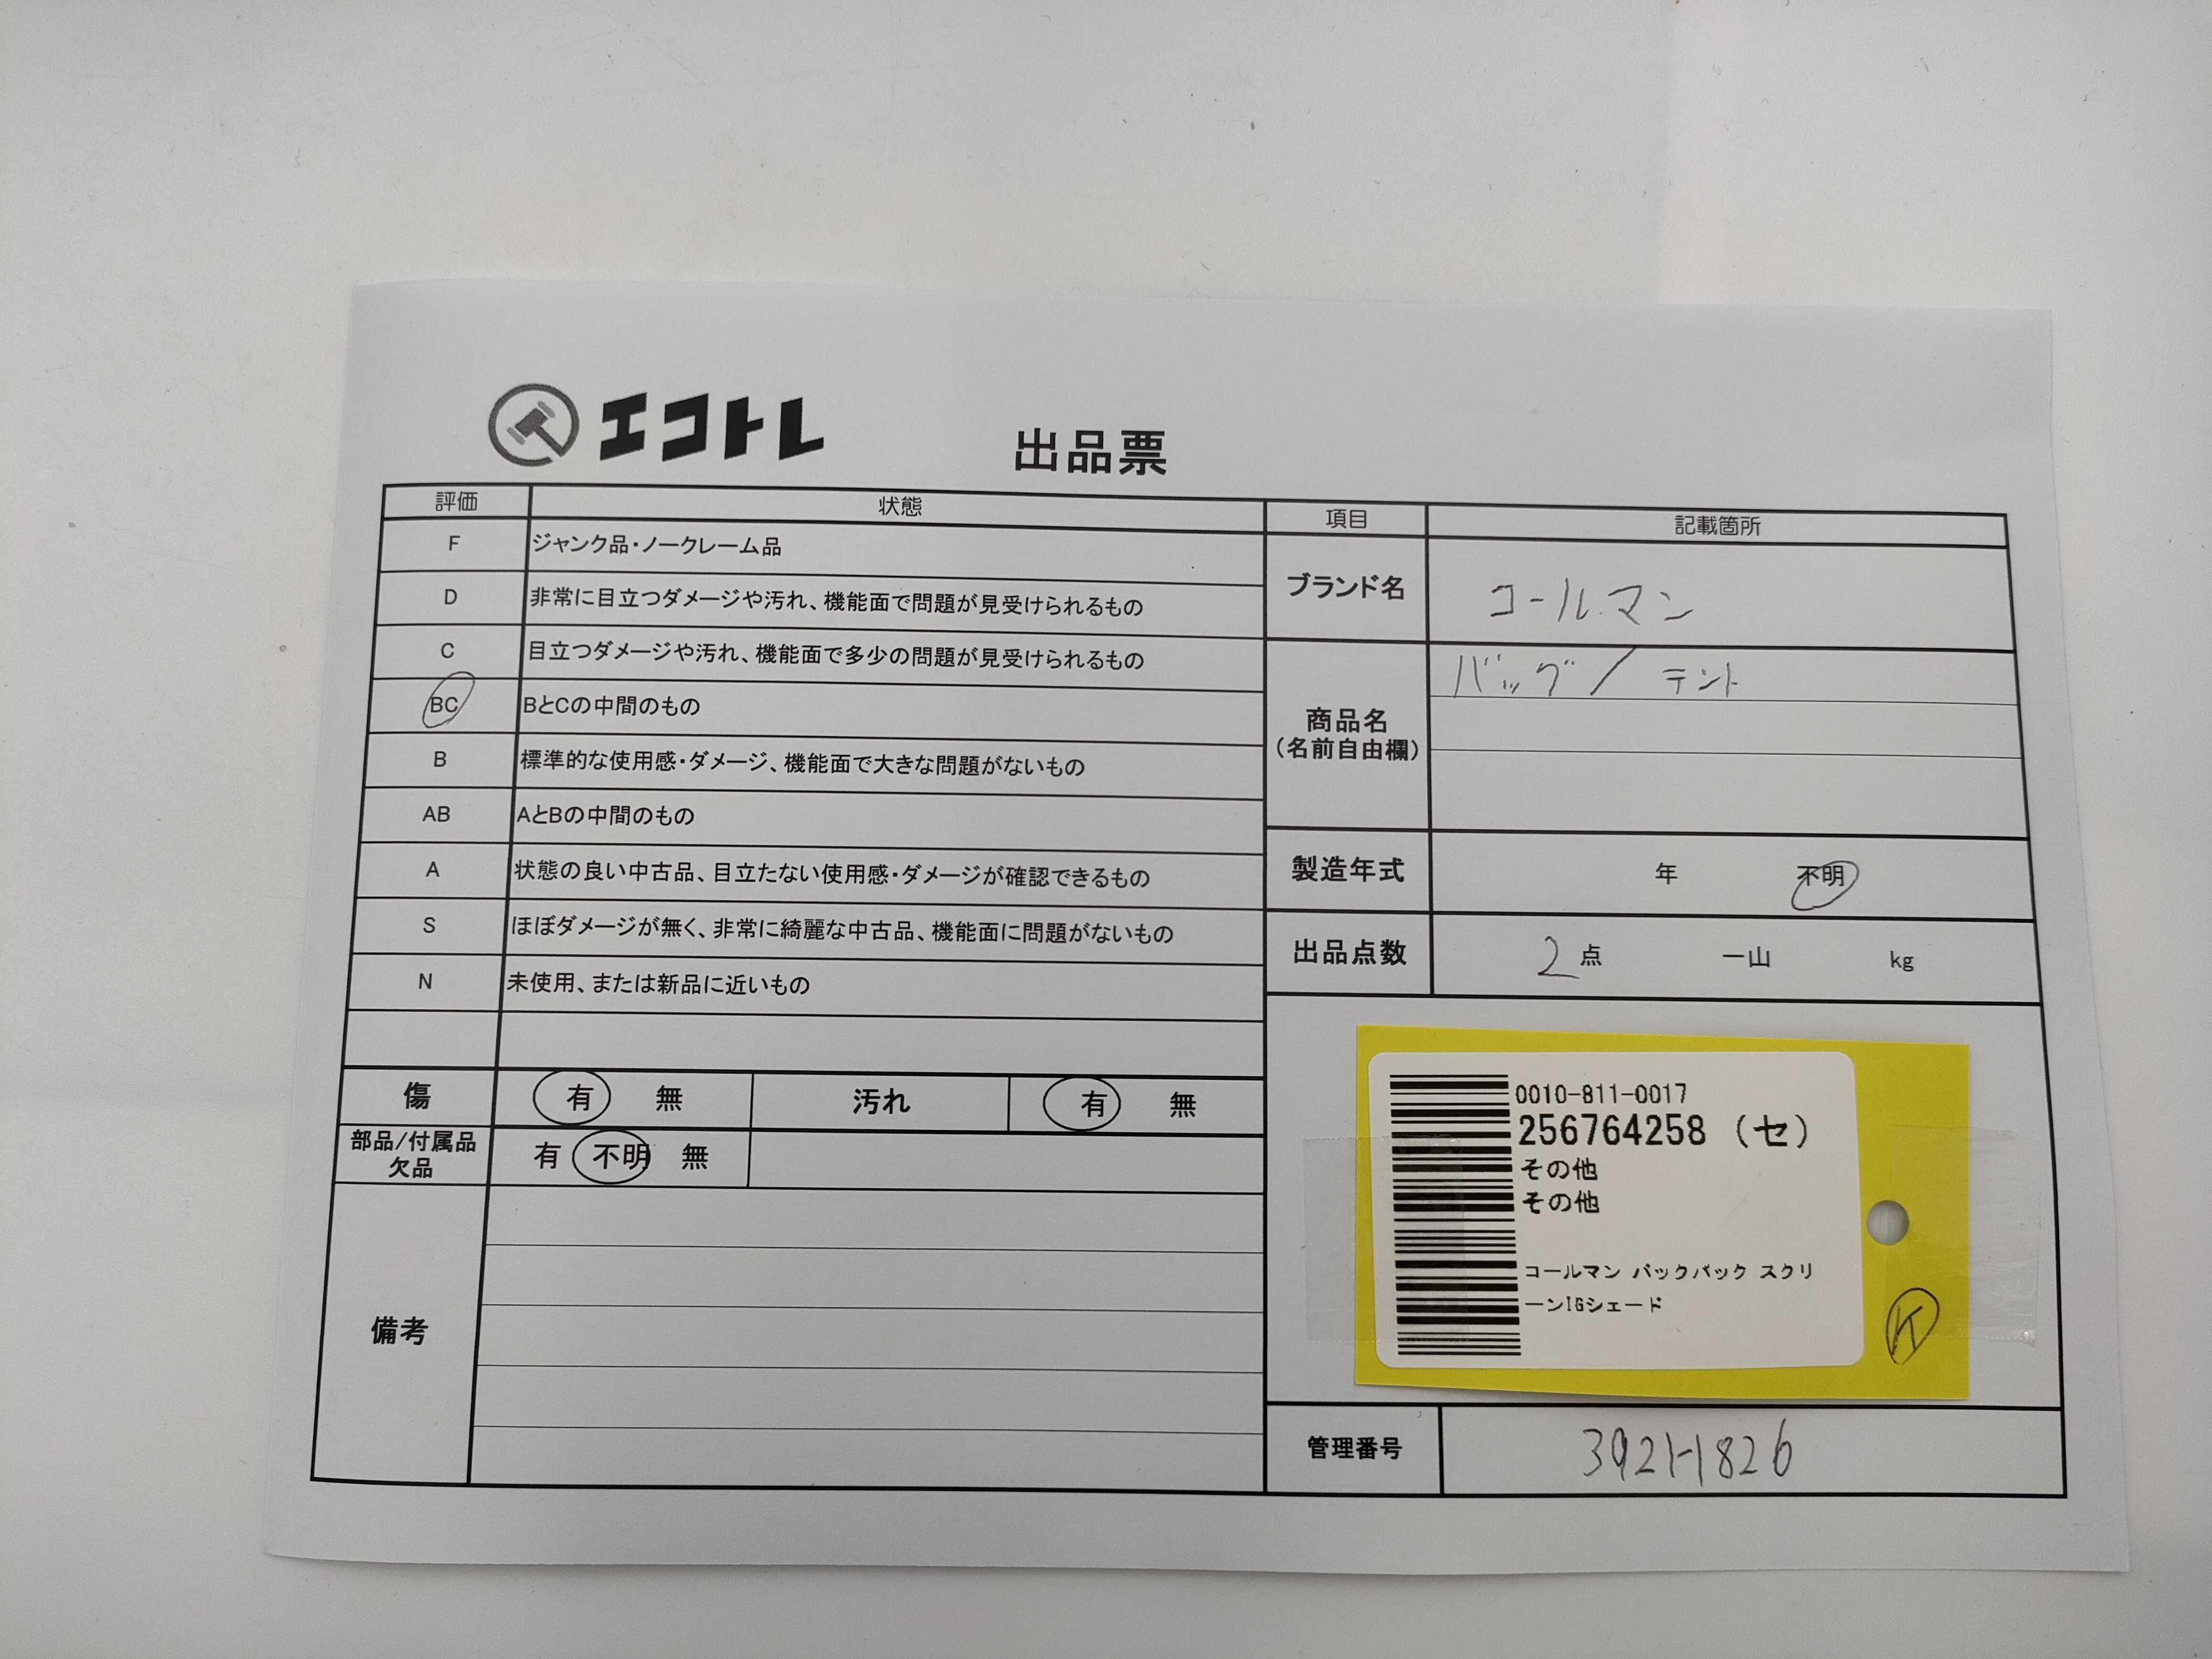 エコトレ
出品票
評価 状態
F ジャンク品・ノークレーム品
D 非常に目立つダメージや汚れ、機能面で問題が見受けられるもの
C 目立つダメージや汚れ、機能面で多少の問題が見受けられるもの
BC BとCの中間のもの
B 標準的な使用感・ダメージ、機能面で大きな問題がないもの
AB AとBの中間のもの
A 状態の良い中古品、目立たない使用感・ダメージが確認できるもの
S ほぼダメージが無く、非常に綺麗な中古品、機能面に問題がないもの
N 未使用、または新品に近いもの
傷 有 無 汚れ 有 無
部品/付属品
欠品 有 不明 無
備考
項目 記載箇所
ブランド名 コールマン
商品名
(名前自由欄)
バッグ/テント
製造年式 年 不明
出品点数 2点 一山 kg
0010-811-0017
256764258 (セ)
その他
その他
コールマン バックパック スクリ
ーンIGシェード
管理番号 3921-1826